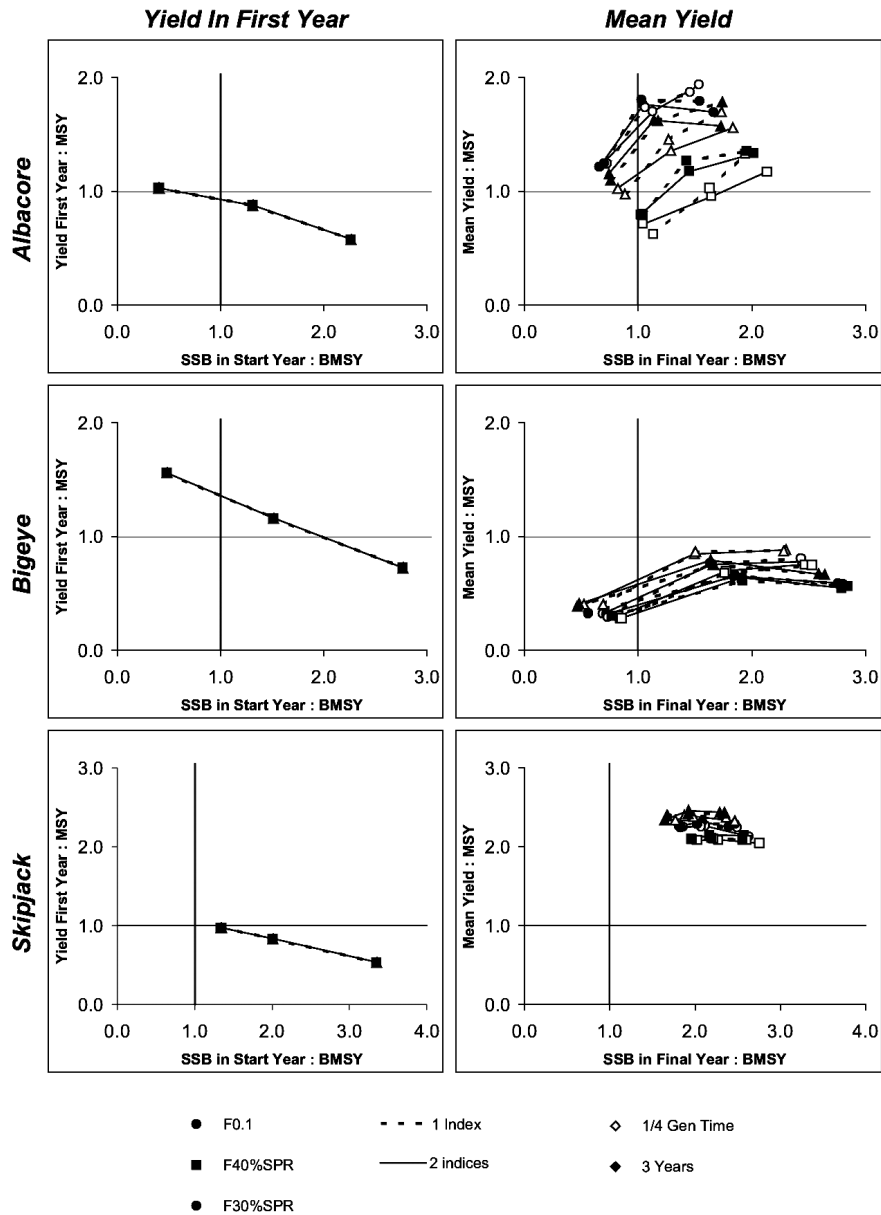 Yield In First Year
Mean Yield
Albacore
Yield First Year : MSY
2.0
1.0
0.0
0.0 1.0 2.0 3.0
SSB in Start Year : BMSY
Mean Yield : MSY
2.0
1.0
0.0
0.0 1.0 2.0 3.0
SSB in Final Year : BMSY
Bigeye
Yield First Year : MSY
2.0
1.0
0.0
0.0 1.0 2.0 3.0
SSB in Start Year : BMSY
Mean Yield : MSY
2.0
1.0
0.0
0.0 1.0 2.0 3.0
SSB in Final Year : BMSY
Skipjack
Yield First Year : MSY
3.0
2.0
1.0
0.0
0.0 1.0 2.0 3.0 4.0
SSB in Start Year : BMSY
Mean Yield : MSY
3.0
2.0
1.0
0.0
0.0 1.0 2.0 3.0 4.0
SSB in Final Year : BMSY
F0.1
1 Index
1/4 Gen Time
F40%SPR
2 indices
3 Years
F30%SPR